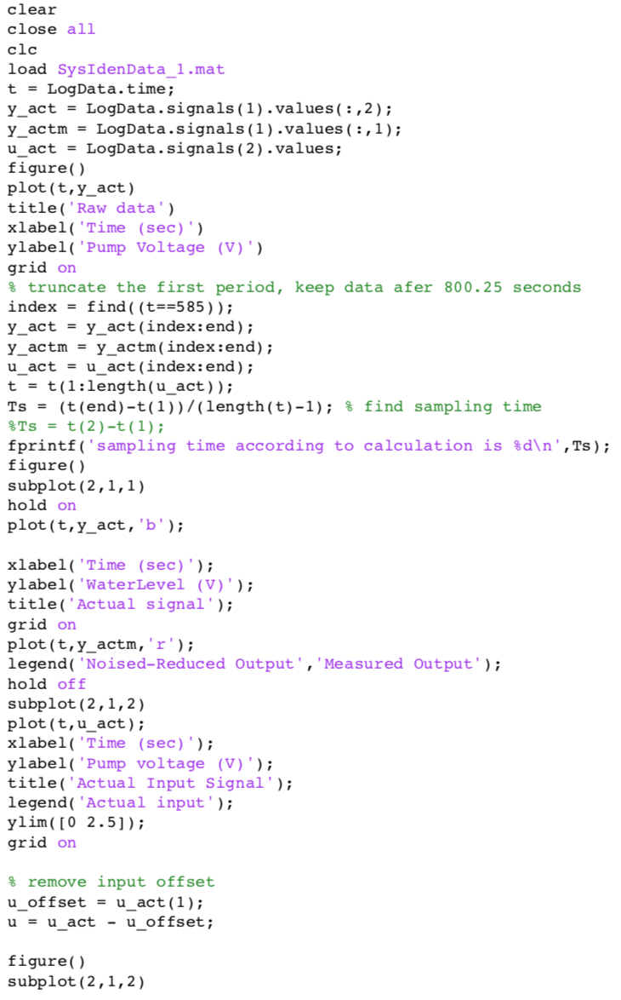 clear
close all
clc
load SysIdenData_1.mat
t = LogData.time;
y_act = LogData.signals(1).values(:,2);
y_actm = LogData.signals(1).values(:,1);
u_act = LogData.signals(2).values;
figure()
plot(t,y_act)
title('Raw data')
xlabel('Time (sec)')
ylabel('Pump Voltage (V)')
grid on
% truncate the first period, keep data afer 800.25 seconds
index = find((t==585));
y_act = y_act(index:end);
y_actm = y_actm(index:end);
u_act = u_act(index:end);
t = t(1:length(u_act));
Ts = (t(end)-t(1))/(length(t)-1); % find sampling time
%Ts = t(2)-t(1);
fprintf('sampling time according to calculation is %d\n',Ts);
figure()
subplot(2,1,1)
hold on
plot(t,y_act,'b');
xlabel('Time (sec)');
ylabel('WaterLevel (V)');
title('Actual signal');
grid on
plot(t,y_actm,'r');
legend('Noised-Reduced Output','Measured Output');
hold off
subplot(2,1,2)
plot(t,u_act);
xlabel('Time (sec)');
ylabel('Pump voltage (V)');
title('Actual Input Signal');
legend('Actual input');
ylim([0 2.5]);
grid on
% remove input offset
u_offset = u_act(1);
u = u_act - u_offset;
figure()
subplot(2,1,2)